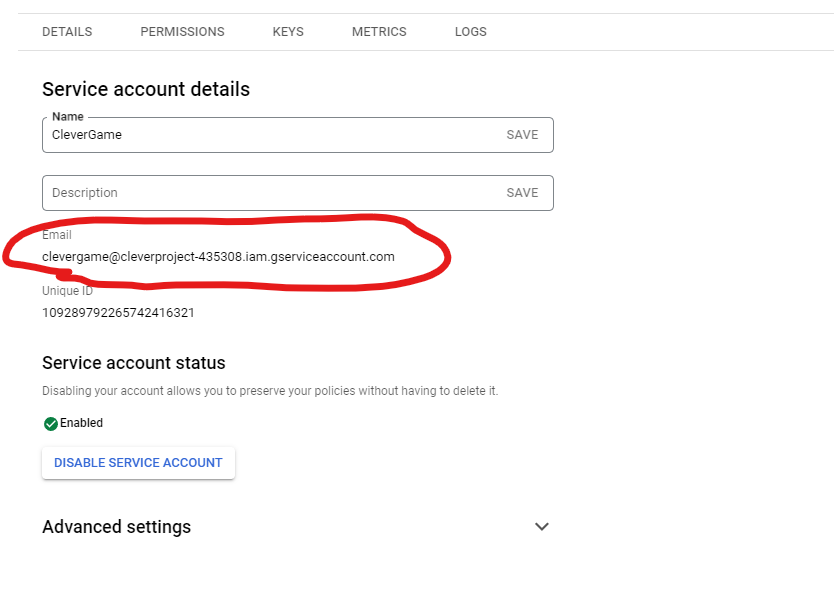 DETAILS PERMISSIONS KEYS METRICS LOGS
Service account details
Name
CleverGame SAVE
Description SAVE
Email
clevergame@cleverproject-435308.iam.gserviceaccount.com
Unique ID
109289792265742416321
Service account status
Disabling your account allows you to preserve your policies without having to delete it.
Enabled
DISABLE SERVICE ACCOUNT
Advanced settings